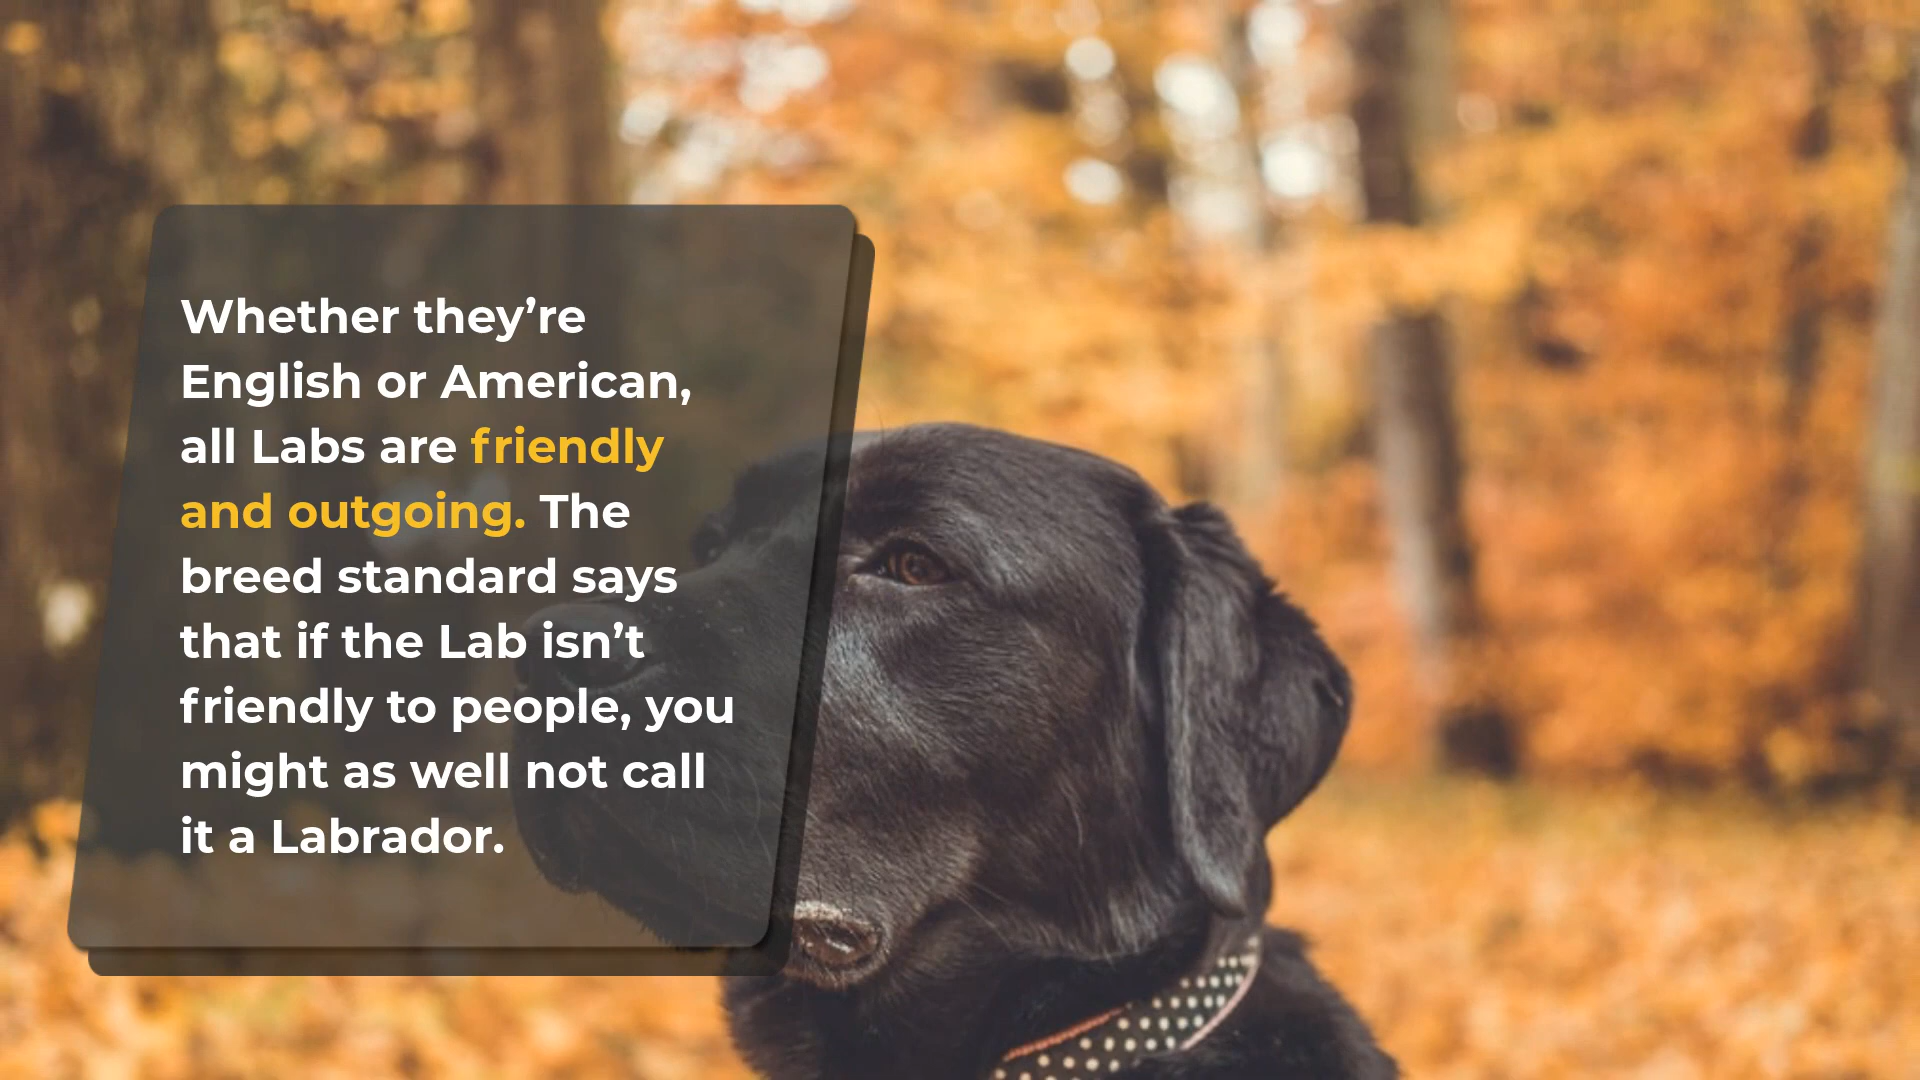 Whether they’re
English or American,
all Labs are friendly
and outgoing. The
breed standard says
that if the Lab isn’t
friendly to people, you
might as well not call
it a Labrador.